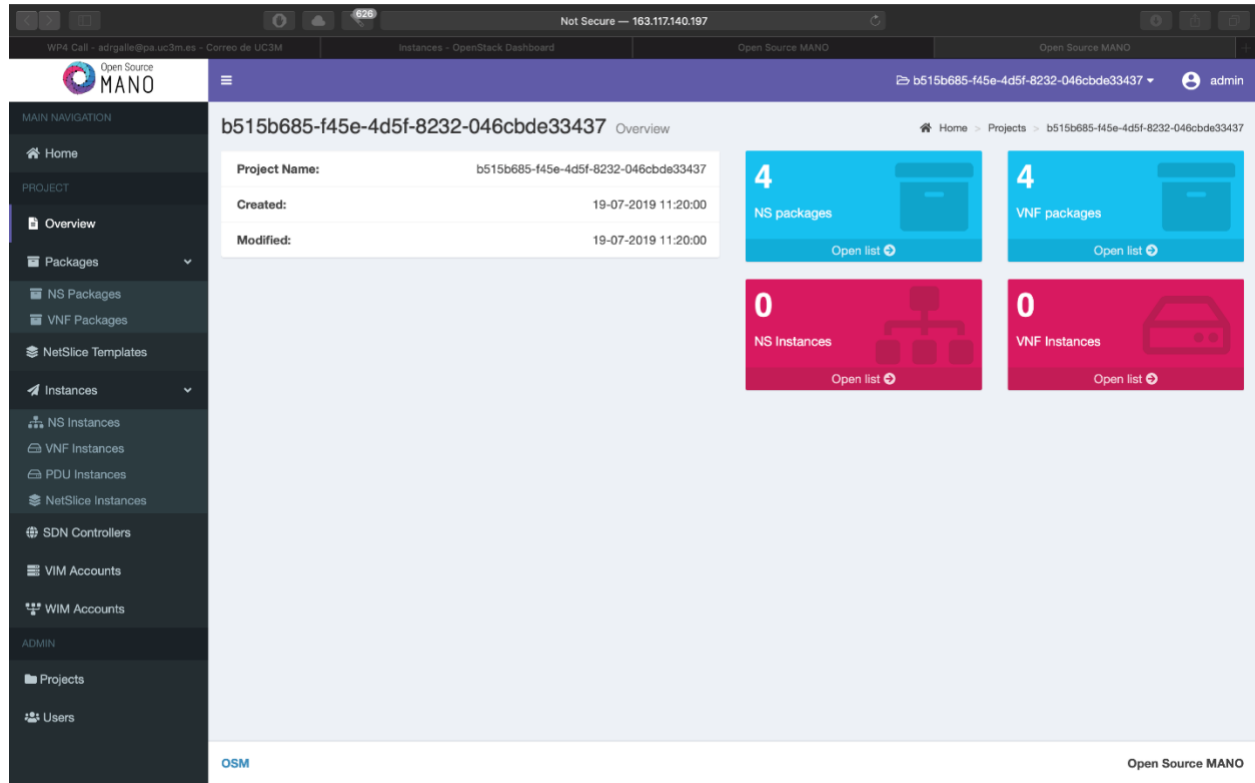 626
Not Secure — 163.117.140.197
WP4 Call - adrgalle@pa.uc3m.es - Correo de UC3M
Instances - OpenStack Dashboard
Open Source MANO
Open Source MANO
Open Source
MANO
b515b685-f45e-4d5f-8232-046cbde33437
admin
MAIN NAVIGATION
Home
PROJECT
Overview
Packages
NS Packages
VNF Packages
NetSlice Templates
Instances
NS Instances
VNF Instances
PDU Instances
NetSlice Instances
SDN Controllers
VIM Accounts
WIM Accounts
ADMIN
Projects
Users
b515b685-f45e-4d5f-8232-046cbde33437 Overview
Home > Projects > b515b685-f45e-4d5f-8232-046cbde33437
Project Name: b515b685-f45e-4d5f-8232-046cbde33437
Created: 19-07-2019 11:20:00
Modified: 19-07-2019 11:20:00
4
NS packages
Open list
4
VNF packages
Open list
0
NS Instances
Open list
0
VNF Instances
Open list
OSM
Open Source MANO